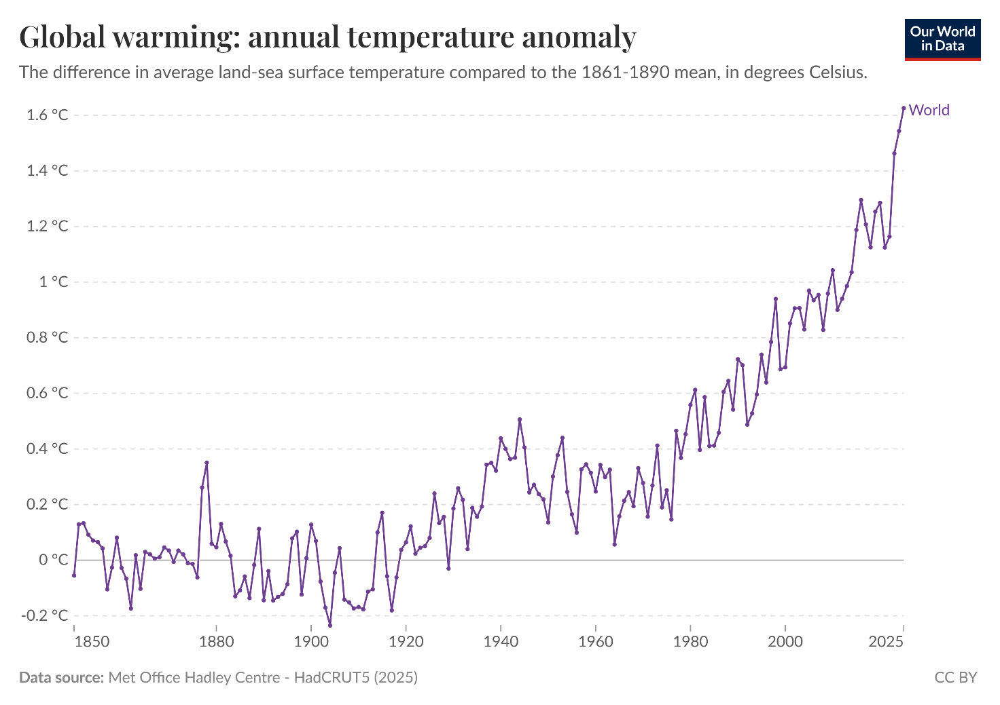 Global warming: annual temperature anomaly
Our World
in Data
The difference in average land-sea surface temperature compared to the 1861-1890 mean, in degrees Celsius.
1.6 °C
World
1.4 °C
1.2 °C
1 °C
0.8 °C
0.6 °C
0.4 °C
0.2 °C
0 °C
-0.2 °C
1850 1880 1900 1920 1940 1960 1980 2000 2025
Data source: Met Office Hadley Centre - HadCRUT5 (2025)
CC BY